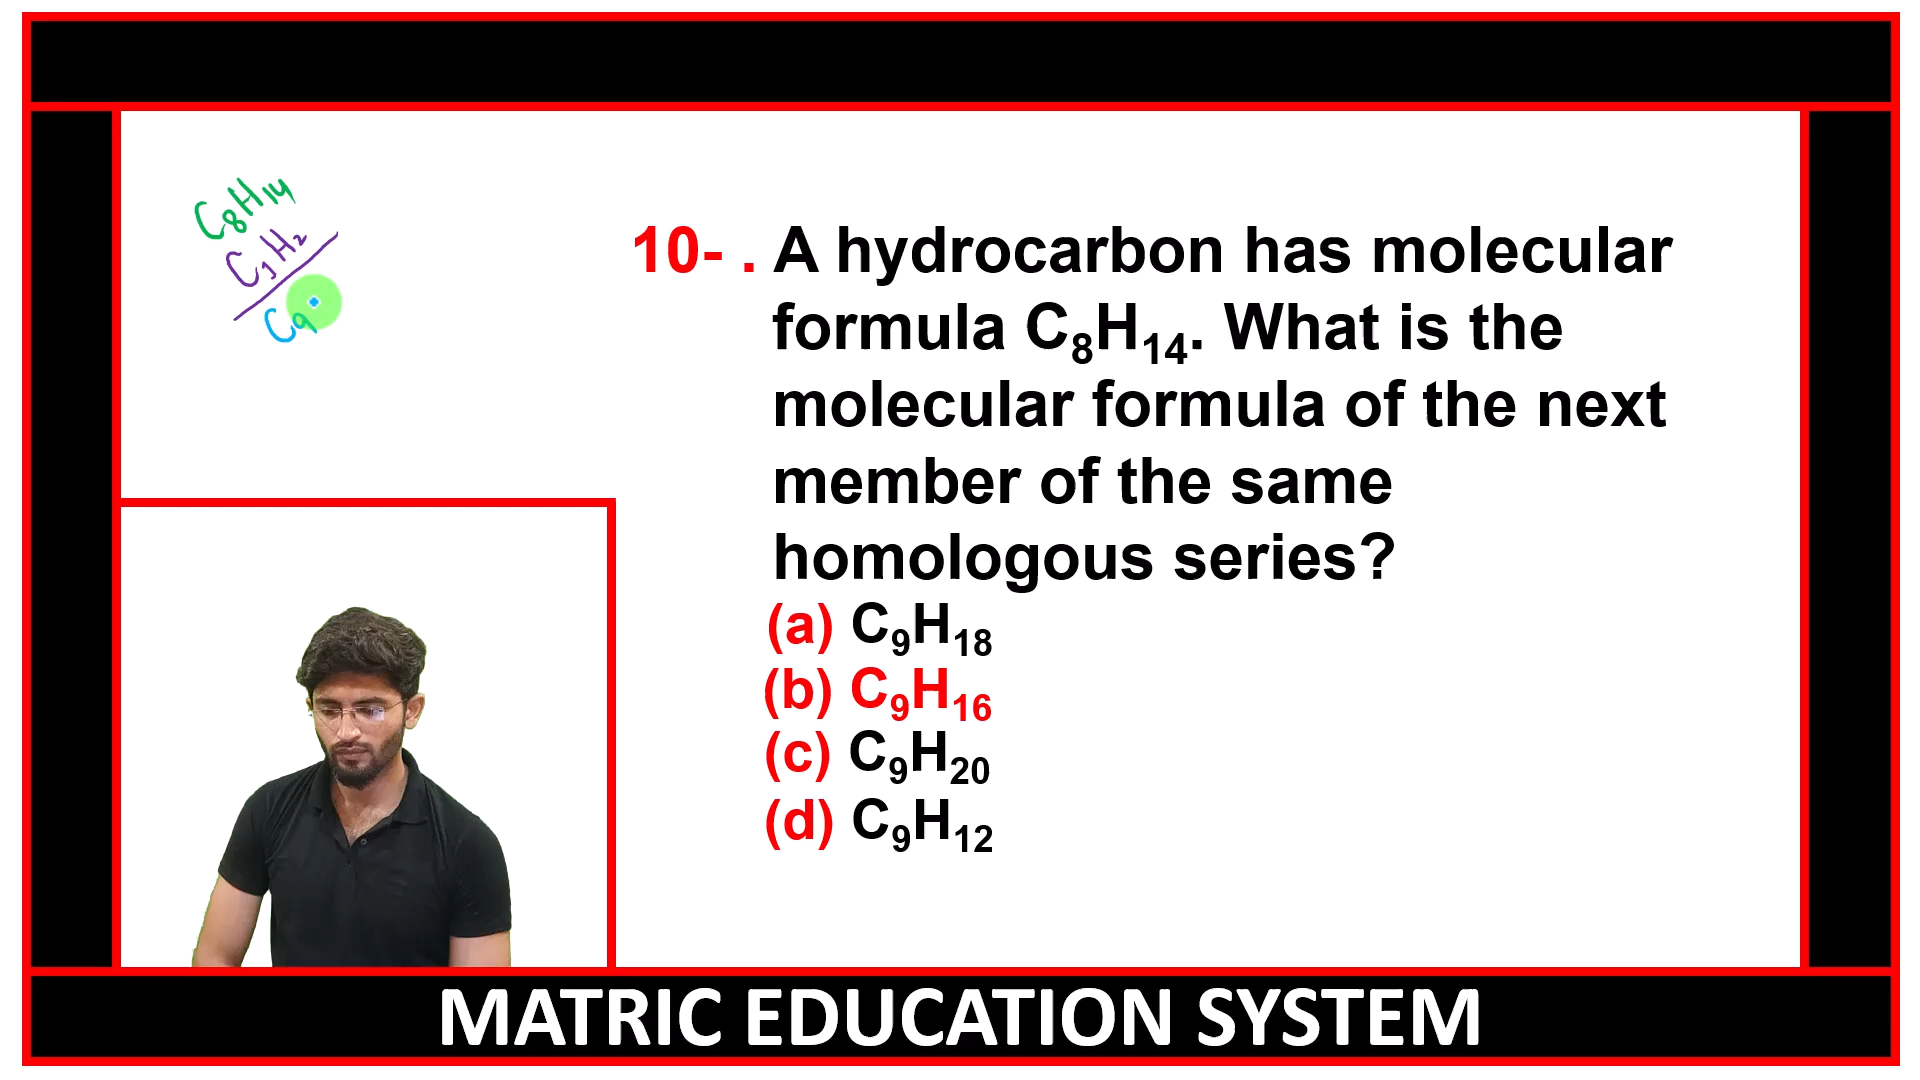 C₈H₁₄
C₁H₂
C₉
10- . A hydrocarbon has molecular
formula C₈H₁₄. What is the
molecular formula of the next
member of the same
homologous series?
(a) C₉H₁₈
(b) C₉H₁₆
(c) C₉H₂₀
(d) C₉H₁₂
MATRIC EDUCATION SYSTEM